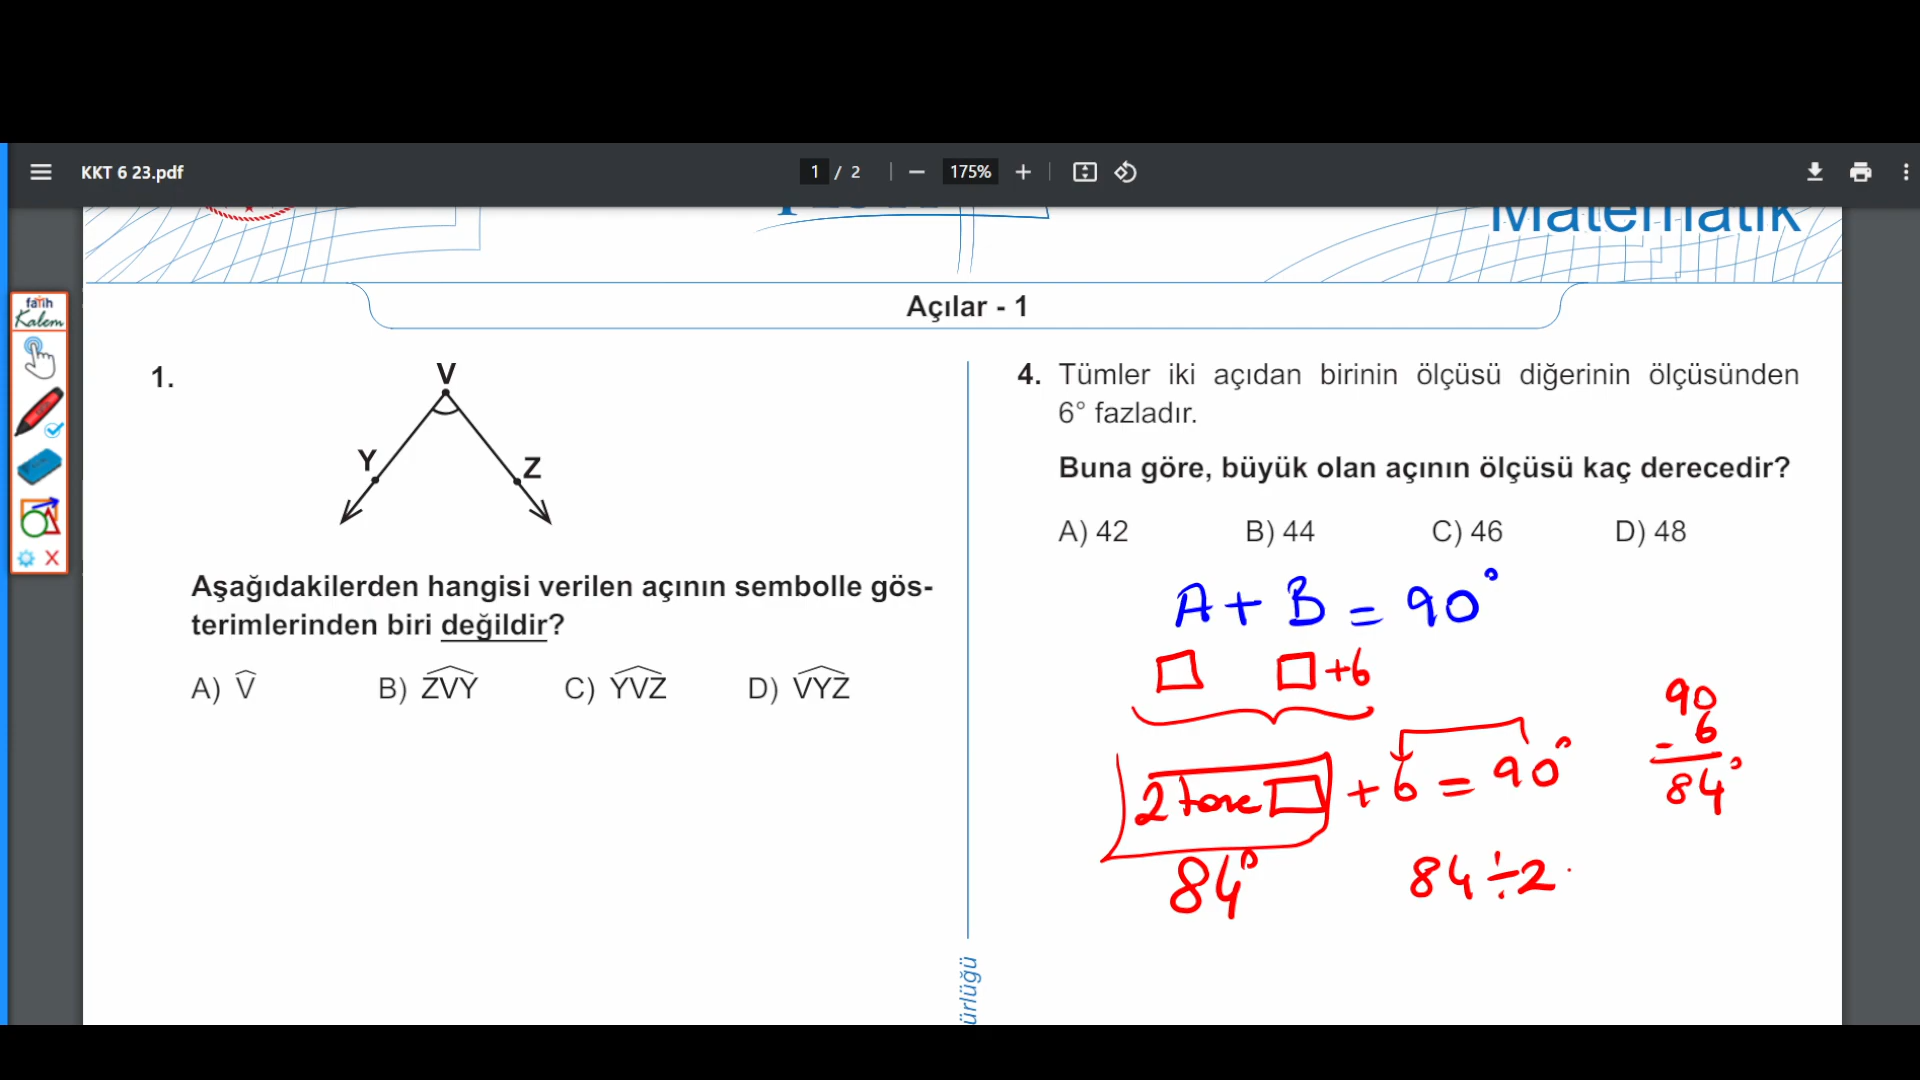 KKT 6 23.pdf
1 / 2
175%
Matematik
fatih
Kalem
Açılar - 1
1.
V
Y
Z
Aşağıdakilerden hangisi verilen açının sembolle gös-
terimlerinden biri değildir?
A) V̂ B) ZVY C) YVZ D) VYZ
4. Tümler iki açıdan birinin ölçüsü diğerinin ölçüsünden
6° fazladır.
Buna göre, büyük olan açının ölçüsü kaç derecedir?
A) 42 B) 44 C) 46 D) 48
A + B = 90°
□ □ +6
2 tane □ + 6 = 90°
84°
84 ÷ 2
90
- 6
84°
ürlüğü